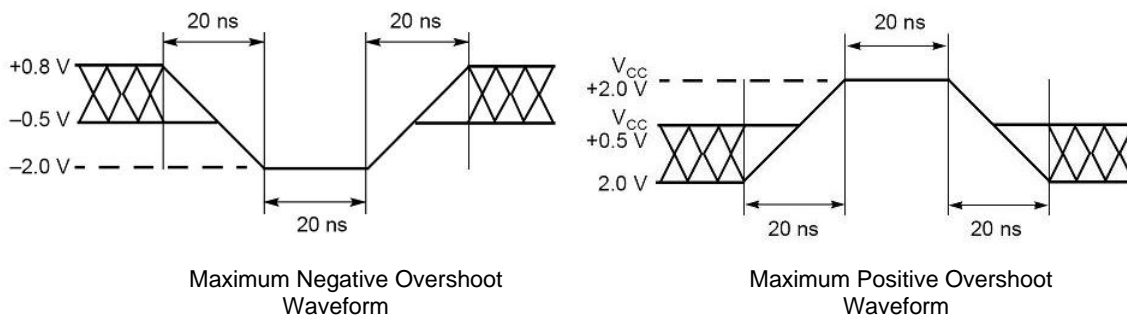 20 ns
20 ns
+0.8 V
–0.5 V
–2.0 V
20 ns
Maximum Negative Overshoot
Waveform
20 ns
VCC
+2.0 V
VCC
+0.5 V
2.0 V
20 ns
20 ns
Maximum Positive Overshoot
Waveform